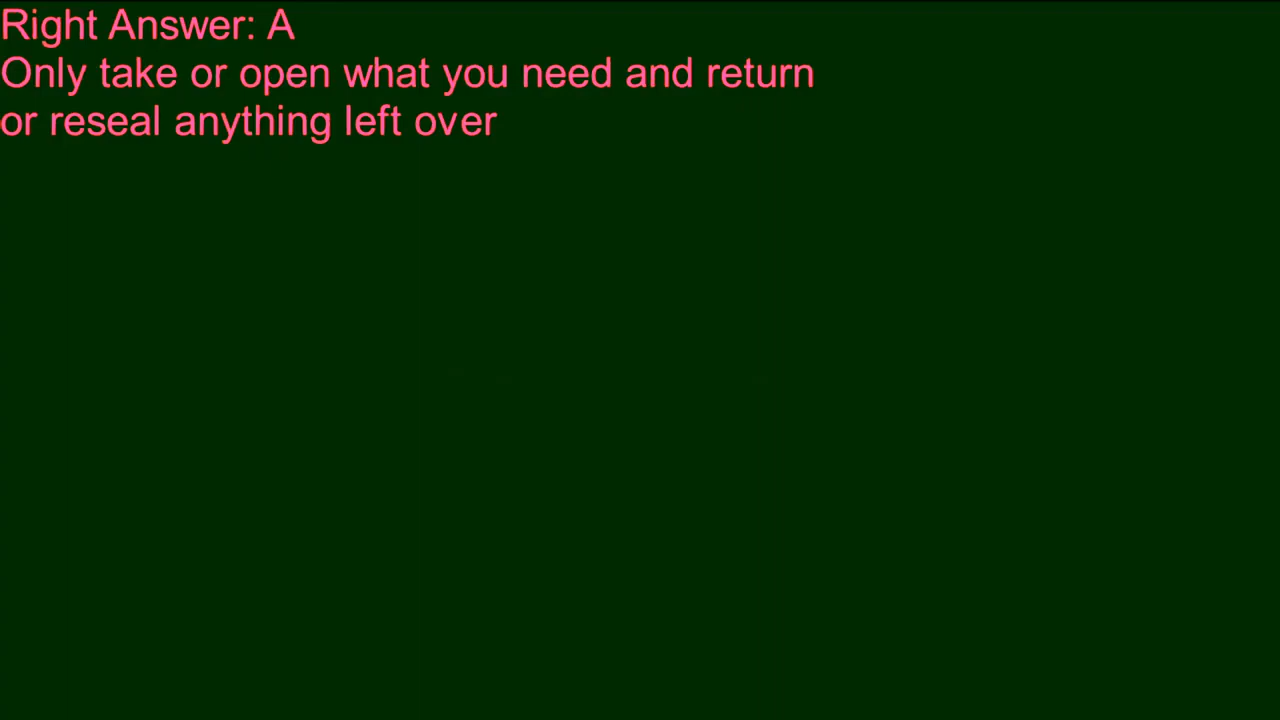 Right Answer: A
Only take or open what you need and return
or reseal anything left over